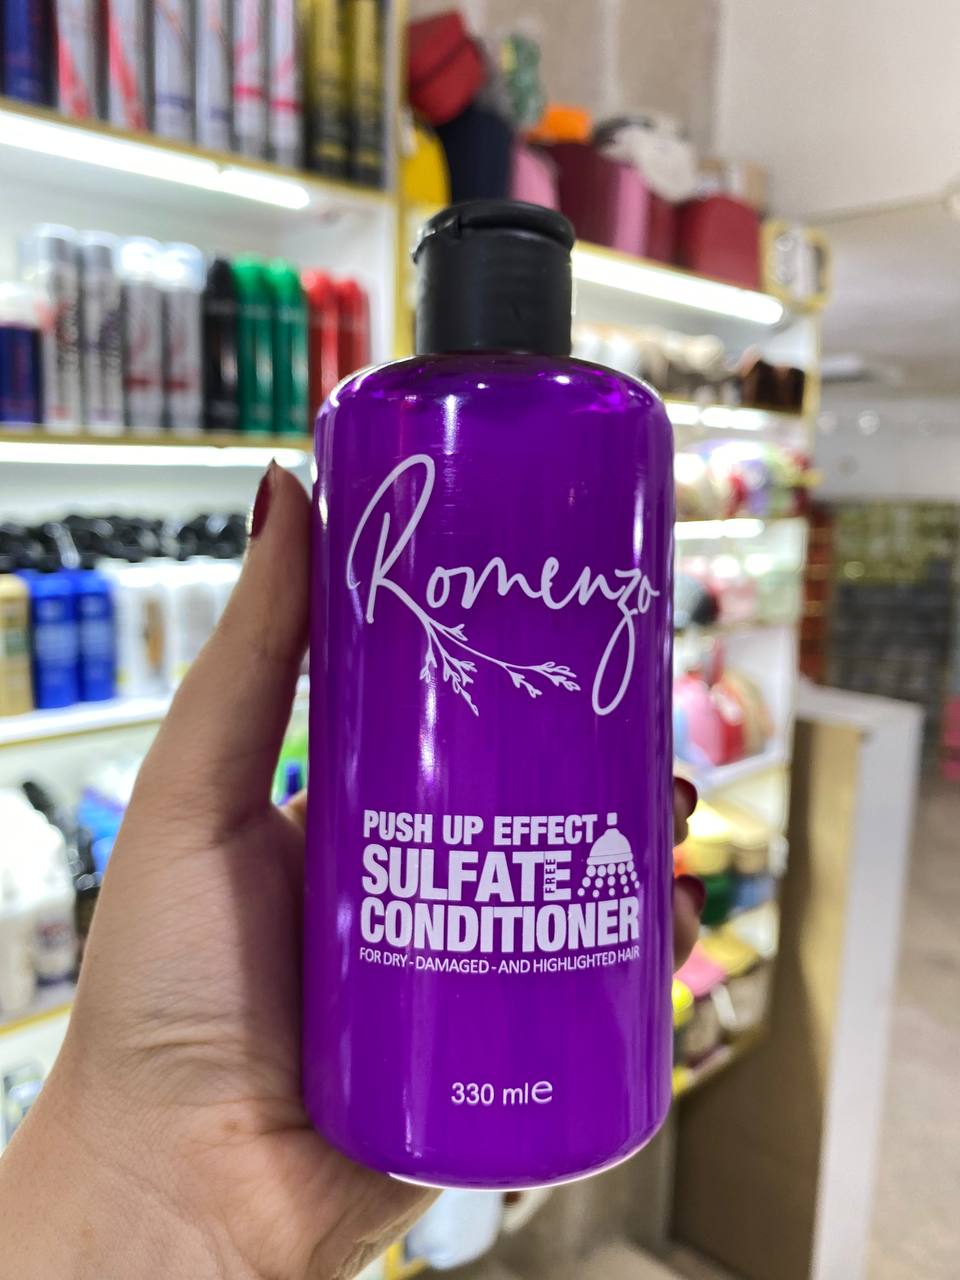 Romenzo
PUSH UP EFFECT
SULFATE FREE
CONDITIONER
FOR DRY - DAMAGED - AND HIGHLIGHTED HAIR
330 ml e